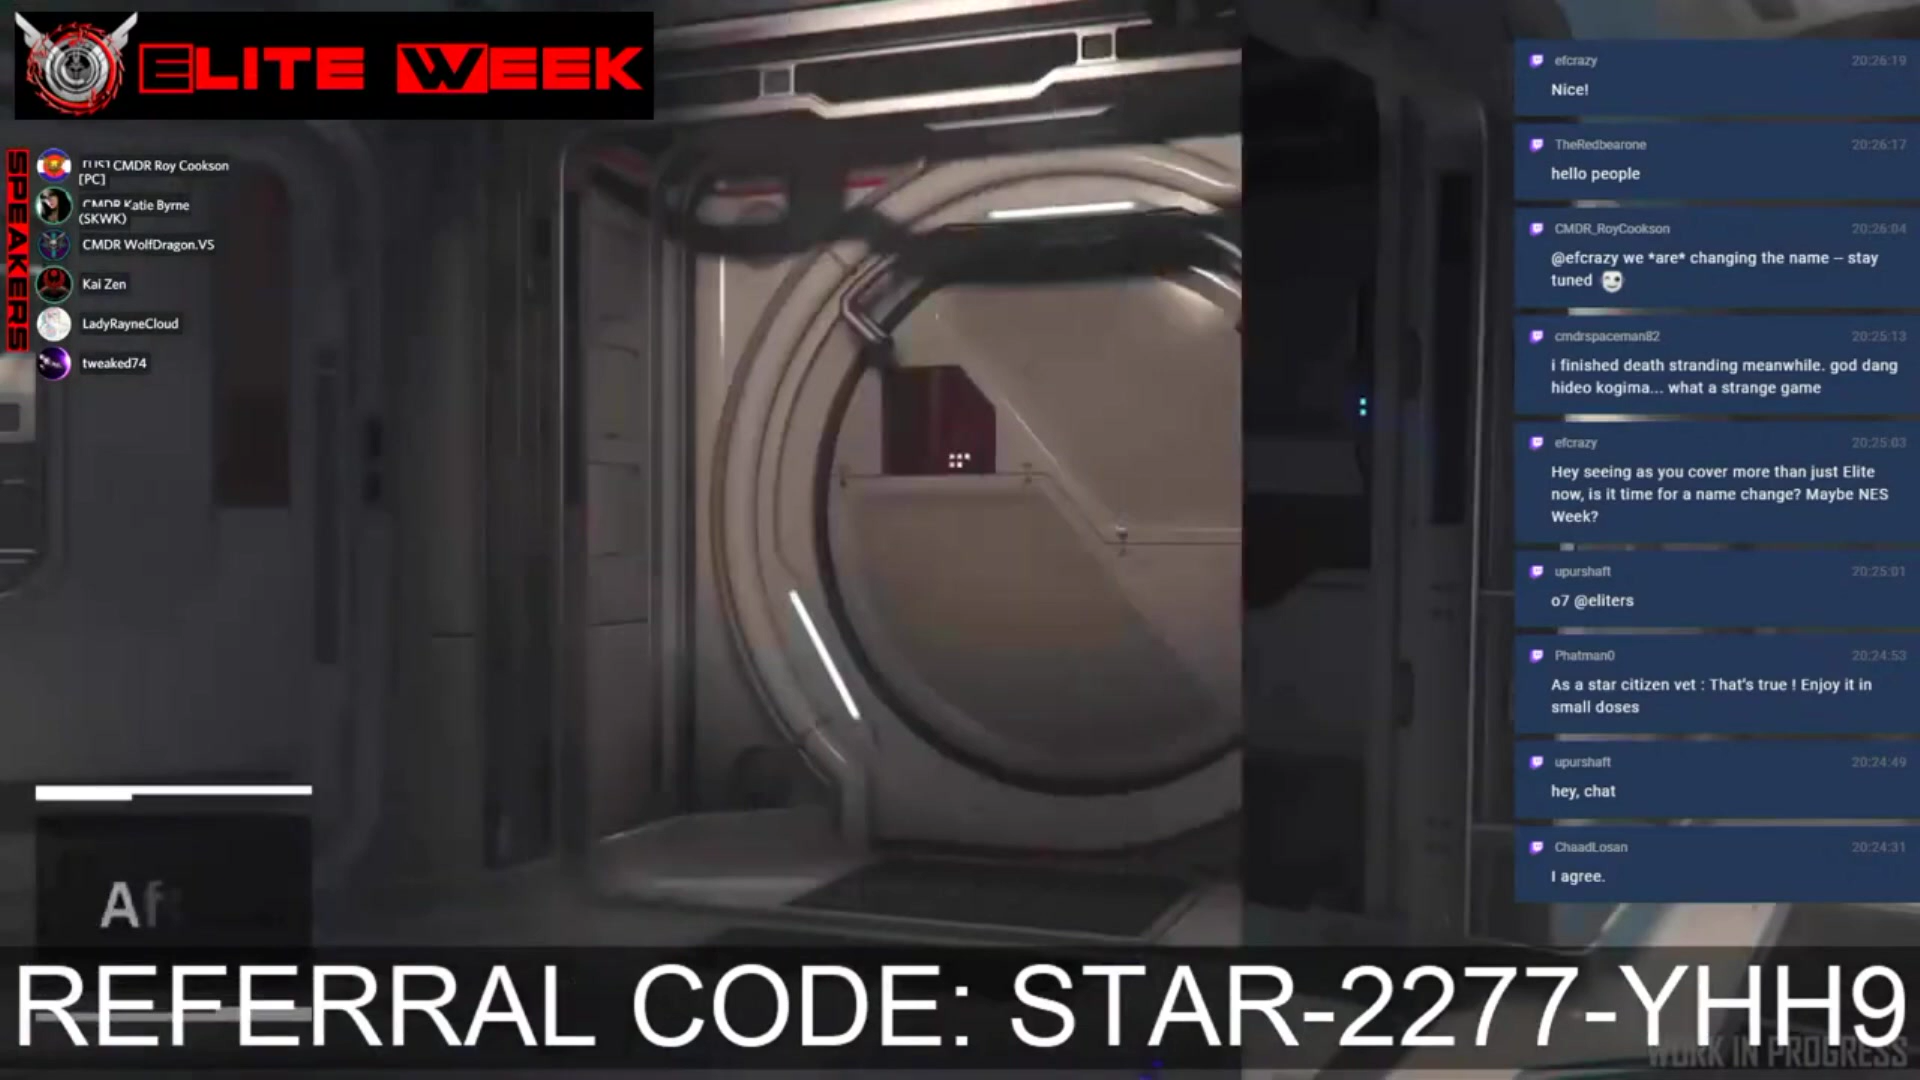 ELITE WEEK
SPEAKERS
[US] CMDR Roy Cookson
[PC]
CMDR Katie Byrne
(SKWK)
CMDR WolfDragon.VS
Kai Zen
LadyRayneCloud
tweaked74
efcrazy 20:26:19
Nice!
TheRedbearone 20:26:17
hello people
CMDR_RoyCookson 20:26:04
@efcrazy we *are* changing the name – stay
tuned
cmdrspaceman82 20:25:13
i finished death stranding meanwhile. god dang
hideo kogima... what a strange game
efcrazy 20:25:03
Hey seeing as you cover more than just Elite
now, is it time for a name change? Maybe NES
Week?
upurshaft 20:25:01
o7 @eliters
Phatman0 20:24:53
As a star citizen vet : That's true ! Enjoy it in
small doses
upurshaft 20:24:49
hey, chat
ChaadLosan 20:24:31
I agree.
Af
REFERRAL CODE: STAR-2277-YHH9
WORK IN PROGRESS